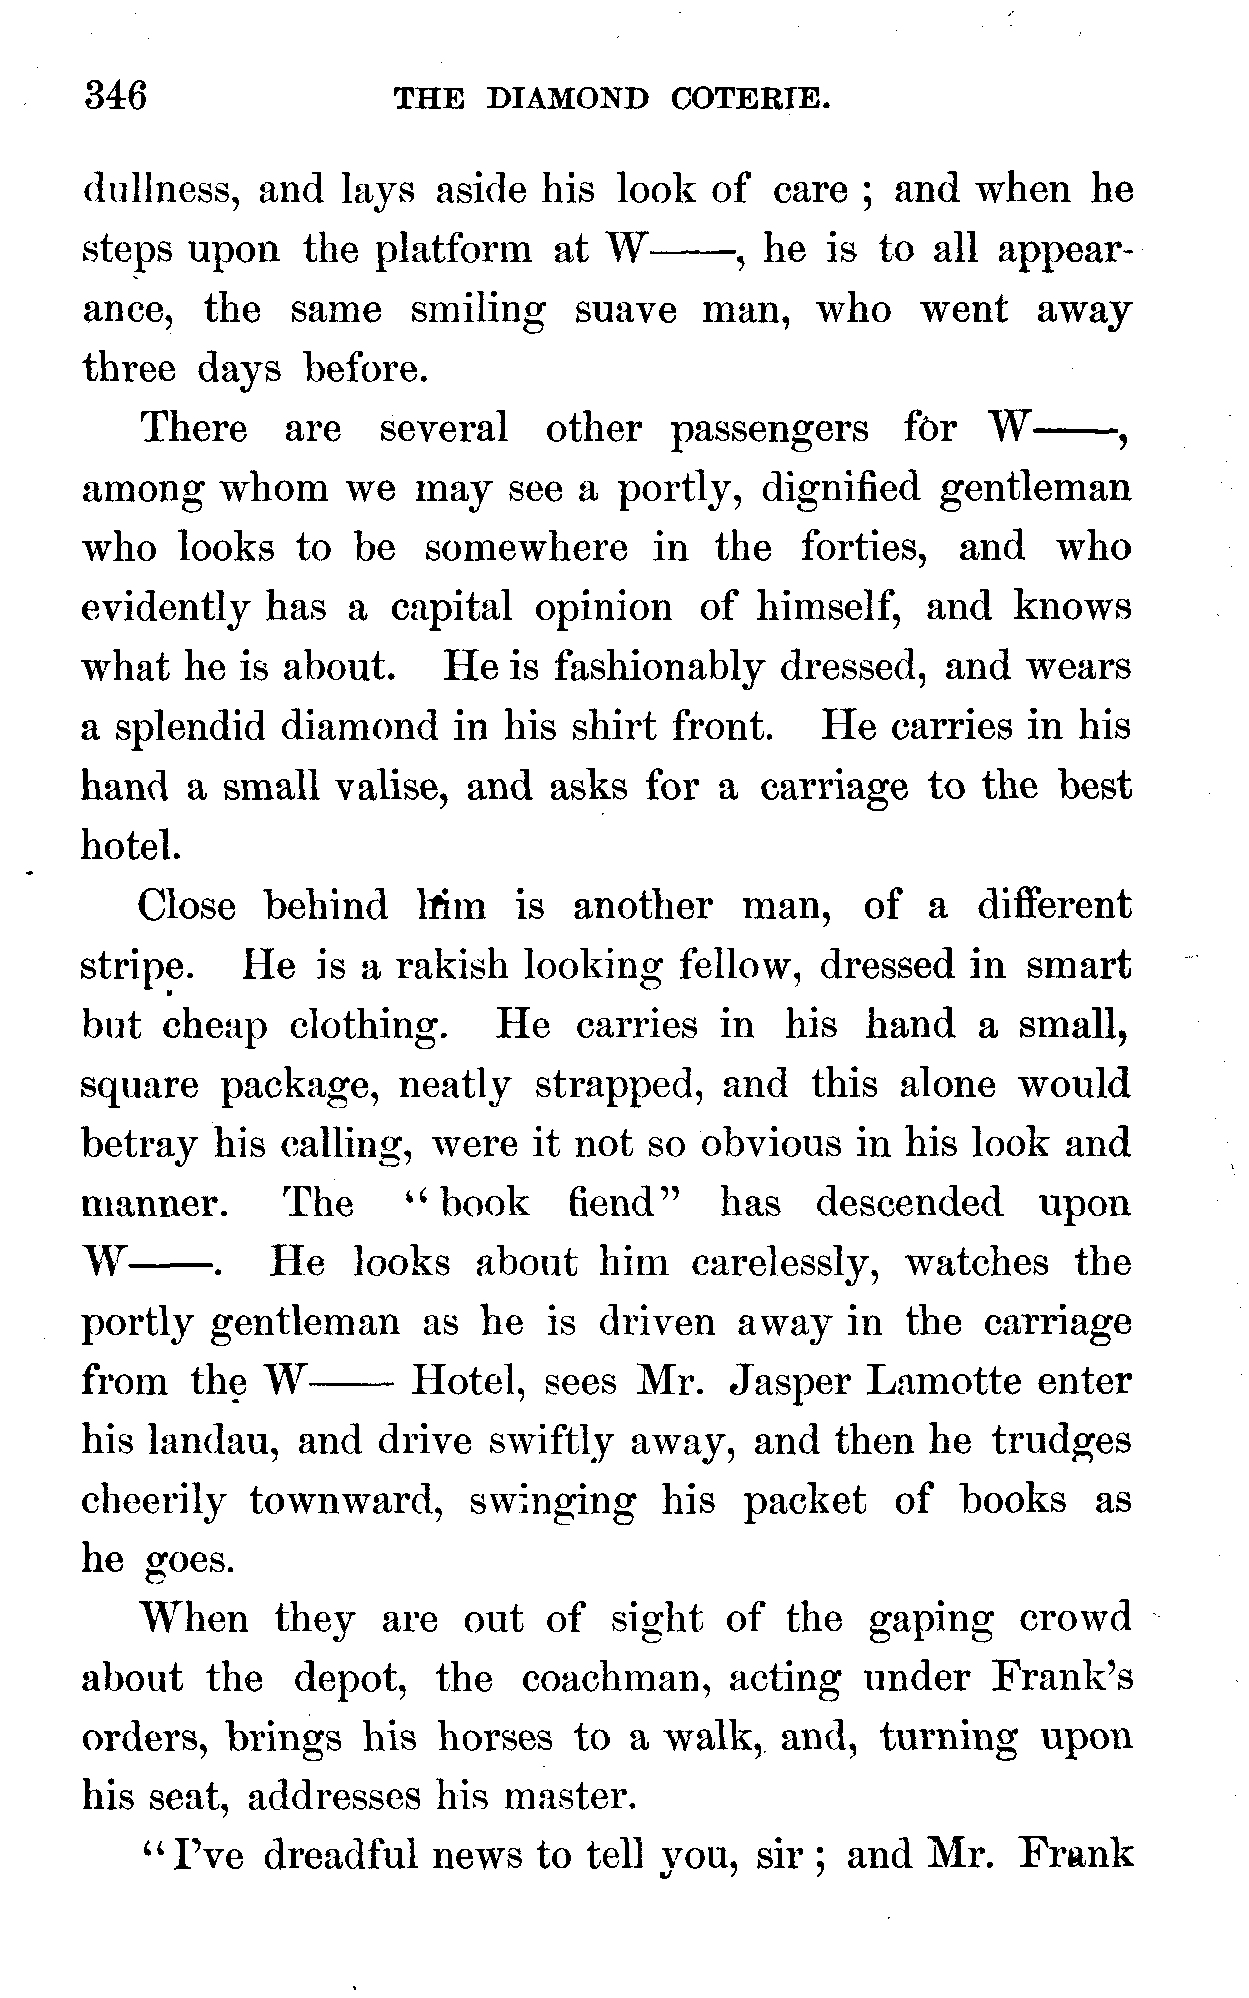 346 THE DIAMOND COTERIE.
dullness, and lays aside his look of care ; and when he
steps upon the platform at W——, he is to all appear-
ance, the same smiling suave man, who went away
three days before.
There are several other passengers for W——,
among whom we may see a portly, dignified gentleman
who looks to be somewhere in the forties, and who
evidently has a capital opinion of himself, and knows
what he is about. He is fashionably dressed, and wears
a splendid diamond in his shirt front. He carries in his
hand a small valise, and asks for a carriage to the best
hotel.
Close behind him is another man, of a different
stripe. He is a rakish looking fellow, dressed in smart
but cheap clothing. He carries in his hand a small,
square package, neatly strapped, and this alone would
betray his calling, were it not so obvious in his look and
manner. The “ book fiend” has descended upon
W——. He looks about him carelessly, watches the
portly gentleman as he is driven away in the carriage
from the W—— Hotel, sees Mr. Jasper Lamotte enter
his landau, and drive swiftly away, and then he trudges
cheerily townward, swinging his packet of books as
he goes.
When they are out of sight of the gaping crowd
about the depot, the coachman, acting under Frank’s
orders, brings his horses to a walk, and, turning upon
his seat, addresses his master.
“ I’ve dreadful news to tell you, sir ; and Mr. Frank